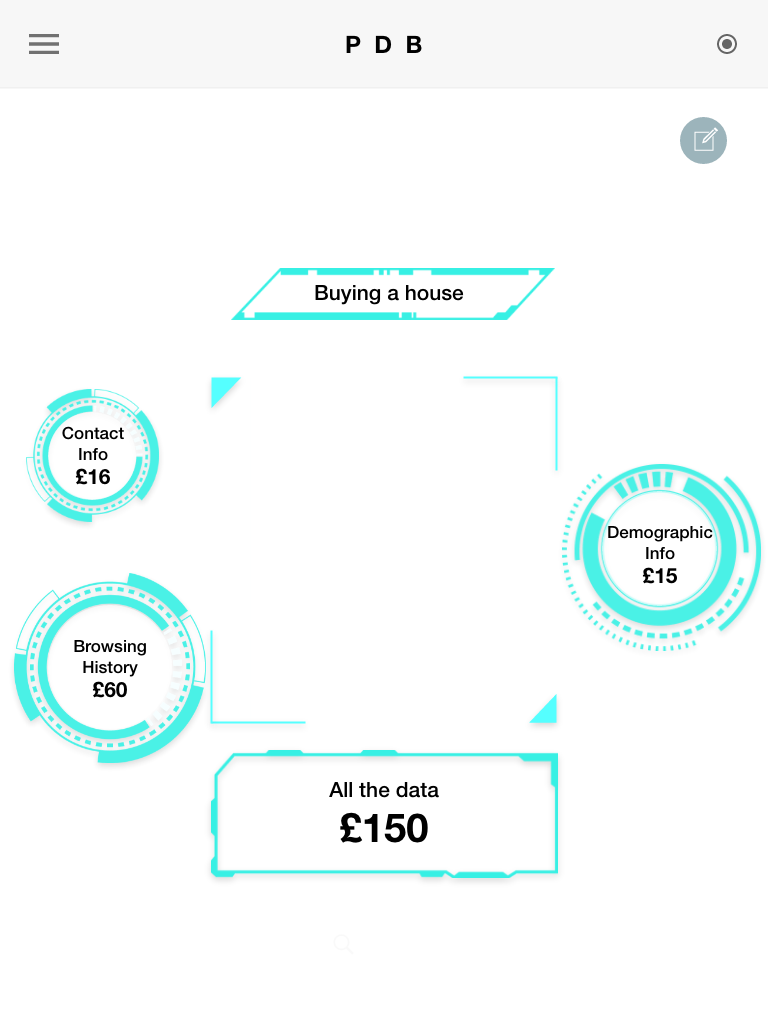 P D B
Buying a house
Contact
Info
£16
Demographic
Info
£15
Browsing
History
£60
All the data
£150